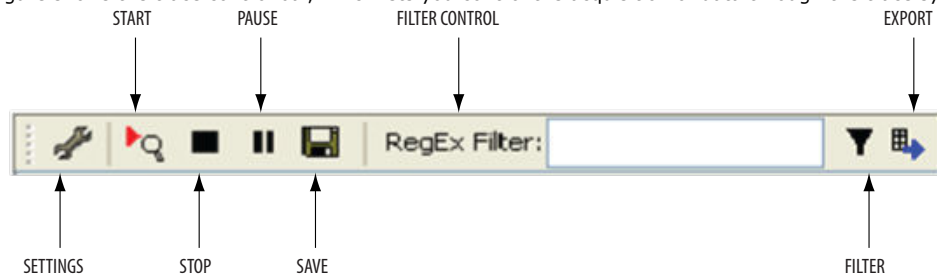 START PAUSE FILTER CONTROL EXPORT
RegEx Filter:
SETTINGS STOP SAVE FILTER